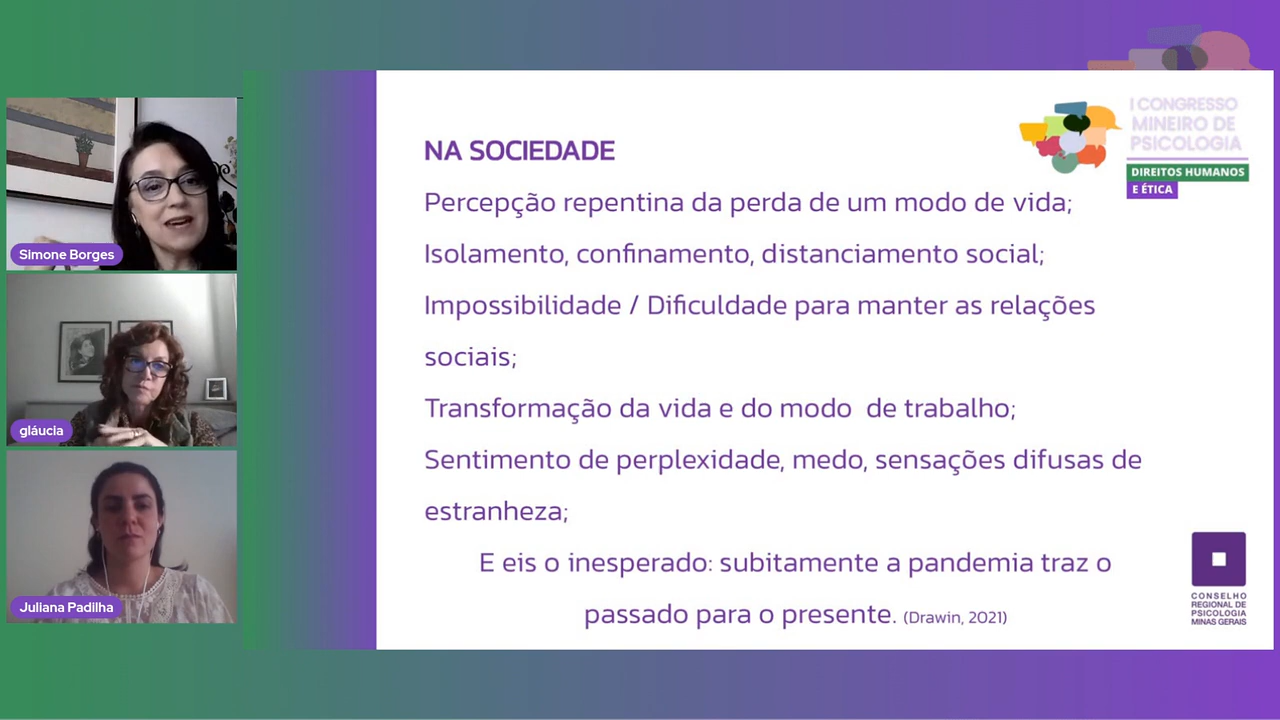 I CONGRESSO
MINEIRO DE
PSICOLOGIA
DIREITOS HUMANOS
E ÉTICA
NA SOCIEDADE
Percepção repentina da perda de um modo de vida;
Isolamento, confinamento, distanciamento social;
Impossibilidade / Dificuldade para manter as relações
sociais;
Transformação da vida e do modo  de trabalho;
Sentimento de perplexidade, medo, sensações difusas de
estranheza;
E eis o inesperado: subitamente a pandemia traz o
passado para o presente. (Drawin, 2021)
CONSELHO
REGIONAL DE
PSICOLOGIA
MINAS GERAIS
Simone Borges
gláucia
Juliana Padilha